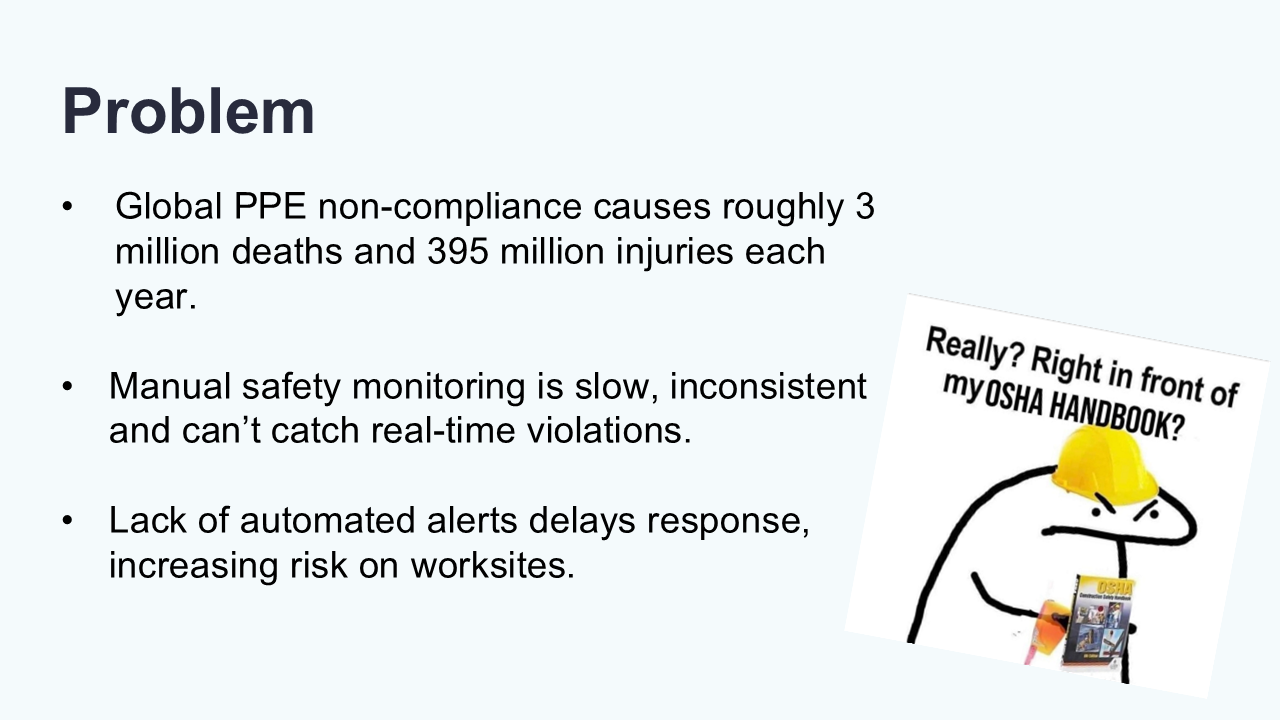 Problem
• Global PPE non-compliance causes roughly 3
million deaths and 395 million injuries each
year.
• Manual safety monitoring is slow, inconsistent
and can’t catch real-time violations.
• Lack of automated alerts delays response,
increasing risk on worksites.
Really? Right in front of
my OSHA HANDBOOK?
OSHA
Construction Safety Handbook